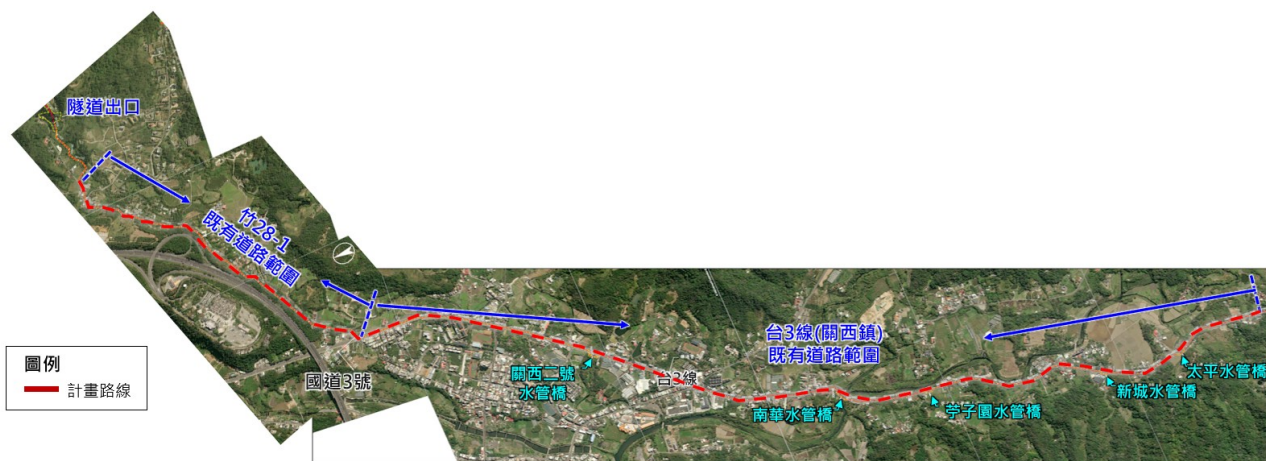 隧道出口
竹28-1
既有道路範圍
圖例
計畫路線
國道3號
關西二號
水管橋
台3線
台3線(關西鎮)
既有道路範圍
南華水管橋
苧子園水管橋
新城水管橋
太平水管橋